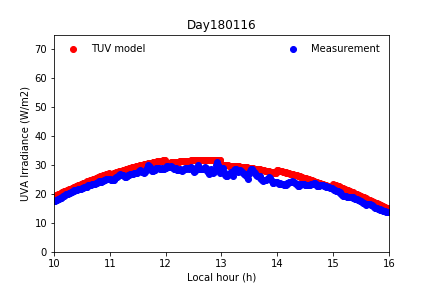 Day180116
TUV model
Measurement
UVA Irradiance (W/m2)
70
60
50
40
30
20
10
0
10 11 12 13 14 15 16
Local hour (h)